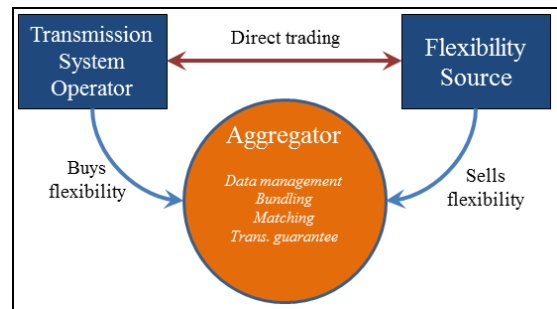 Transmission
System
Operator
Direct trading
Flexibility
Source
Aggregator
Data management
Bundling
Matching
Trans. guarantee
Buys
flexibility
Sells
flexibility